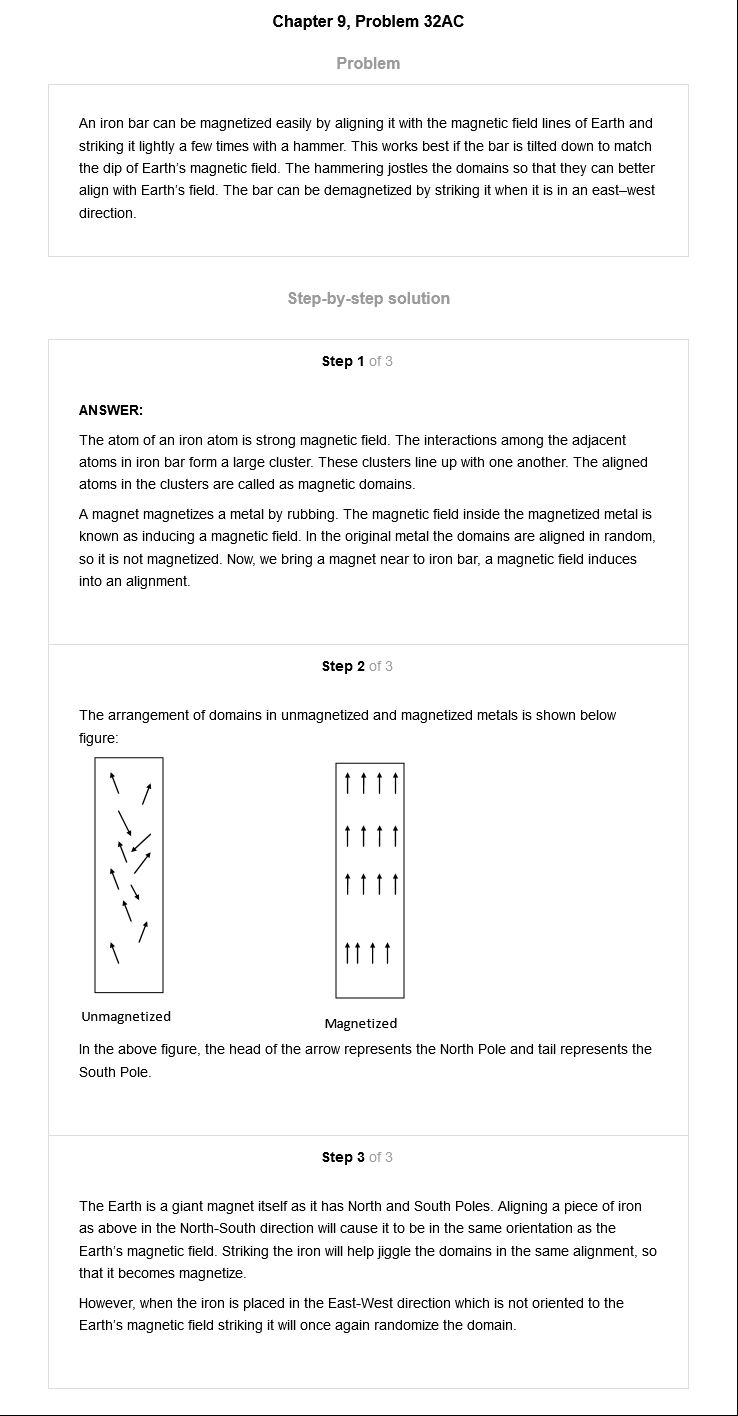 Chapter 9, Problem 32AC
Problem
An iron bar can be magnetized easily by aligning it with the magnetic field lines of Earth and
striking it lightly a few times with a hammer. This works best if the bar is tilted down to match
the dip of Earth's magnetic field. The hammering jostles the domains so that they can better
align with Earth's field. The bar can be demagnetized by striking it when it is in an east–west
direction.
Step-by-step solution
Step 1 of 3
ANSWER:
The atom of an iron atom is strong magnetic field. The interactions among the adjacent
atoms in iron bar form a large cluster. These clusters line up with one another. The aligned
atoms in the clusters are called as magnetic domains.
A magnet magnetizes a metal by rubbing. The magnetic field inside the magnetized metal is
known as inducing a magnetic field. In the original metal the domains are aligned in random,
so it is not magnetized. Now, we bring a magnet near to iron bar, a magnetic field induces
into an alignment.
Step 2 of 3
The arrangement of domains in unmagnetized and magnetized metals is shown below
figure:
Unmagnetized
Magnetized
In the above figure, the head of the arrow represents the North Pole and tail represents the
South Pole.
Step 3 of 3
The Earth is a giant magnet itself as it has North and South Poles. Aligning a piece of iron
as above in the North-South direction will cause it to be in the same orientation as the
Earth's magnetic field. Striking the iron will help jiggle the domains in the same alignment, so
that it becomes magnetize.
However, when the iron is placed in the East-West direction which is not oriented to the
Earth's magnetic field striking it will once again randomize the domain.